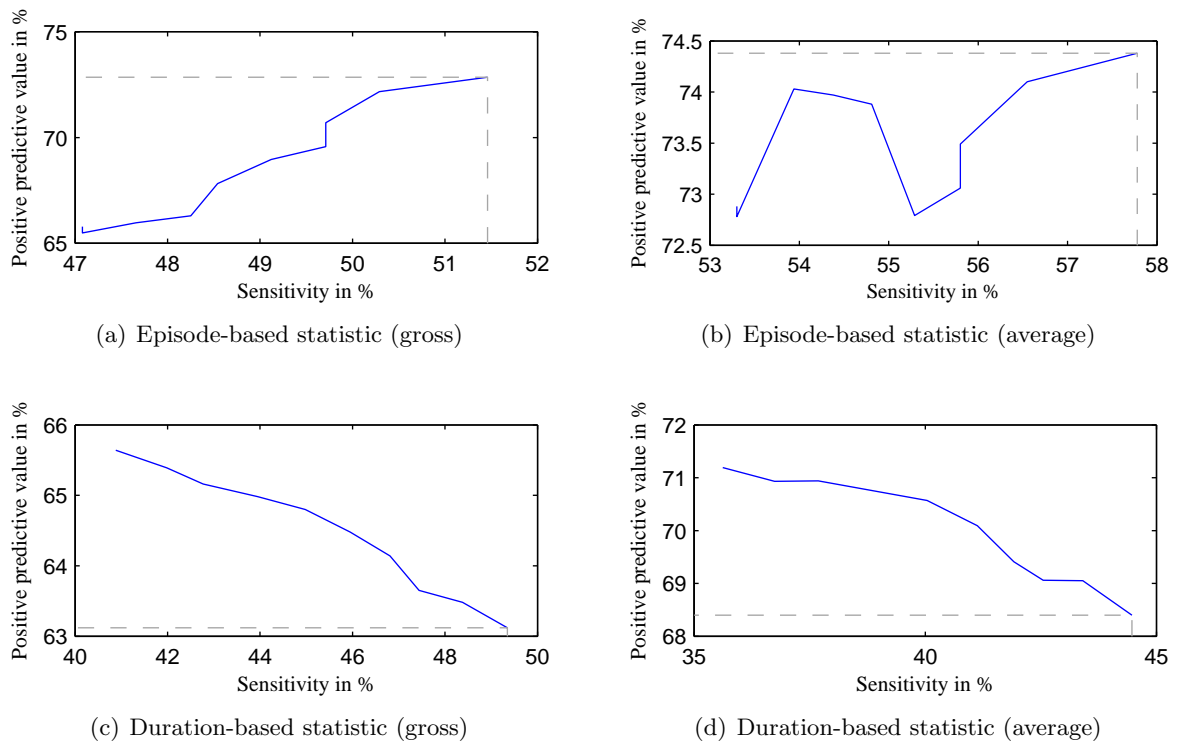 Positive predictive value in %
75
70
65
47 48 49 50 51 52
Sensitivity in %
(a) Episode-based statistic (gross)
Positive predictive value in %
74.5
74
73.5
73
72.5
53 54 55 56 57 58
Sensitivity in %
(b) Episode-based statistic (average)
Positive predictive value in %
66
65
64
63
40 42 44 46 48 50
Sensitivity in %
(c) Duration-based statistic (gross)
Positive predictive value in %
72
71
70
69
68
35 40 45
Sensitivity in %
(d) Duration-based statistic (average)